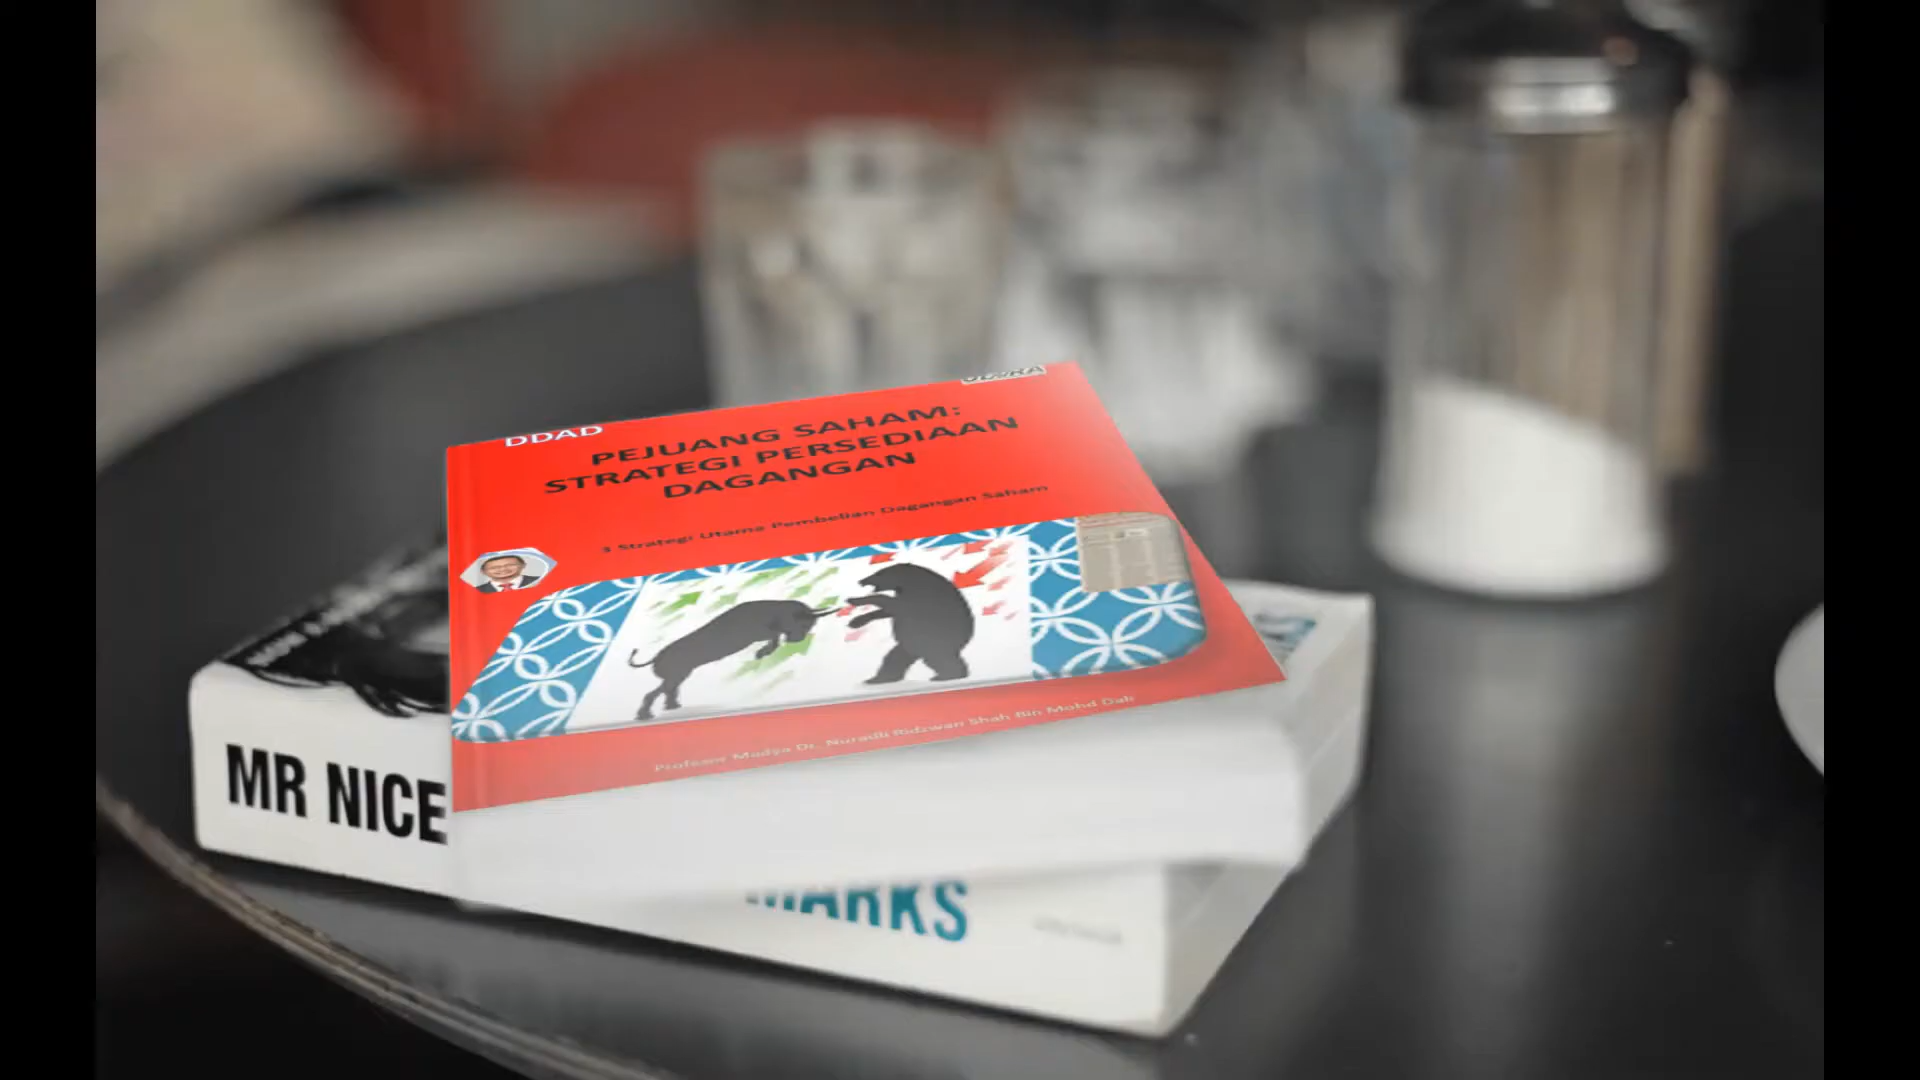 DDAD
PEJUANG SAHAM:
STRATEGI PERSEDIAAN
DAGANGAN
3 Strategi Utama Pembelian Dagangan Saham
Profesor Madya Dr. Nuradli Ridzwan Shah Bin Mohd Dali
MR NICE
MARKS